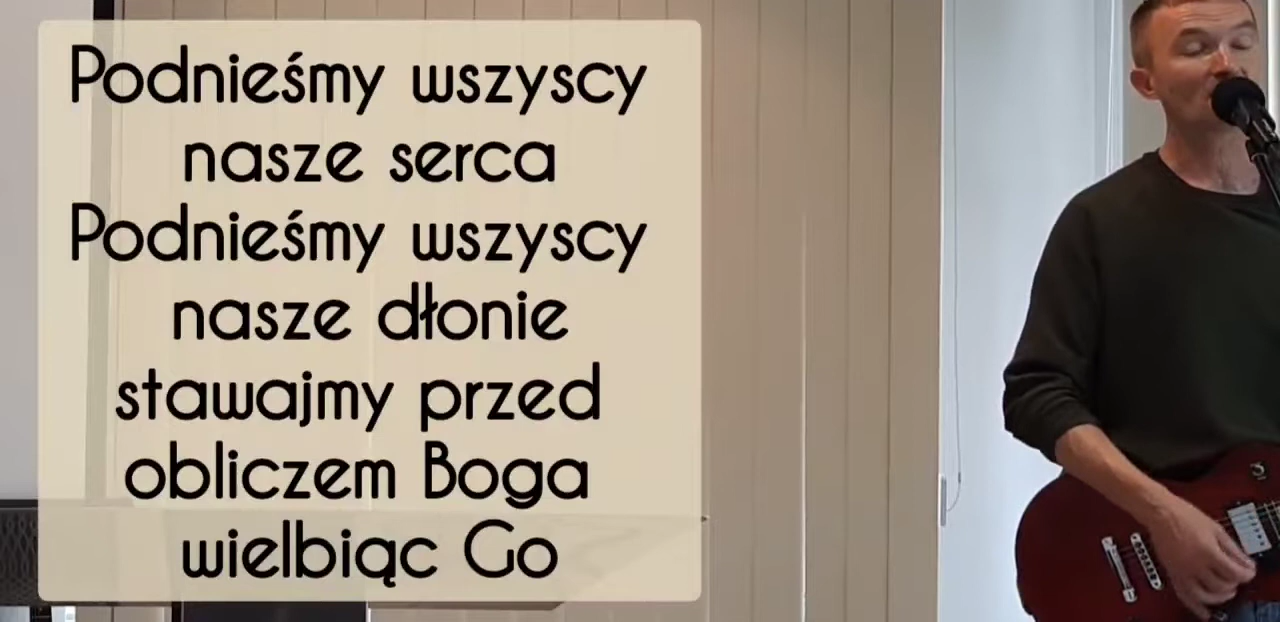 Podnieśmy wszyscy
nasze serca
Podnieśmy wszyscy
nasze dłonie
stawajmy przed
obliczem Boga
wielbiąc Go